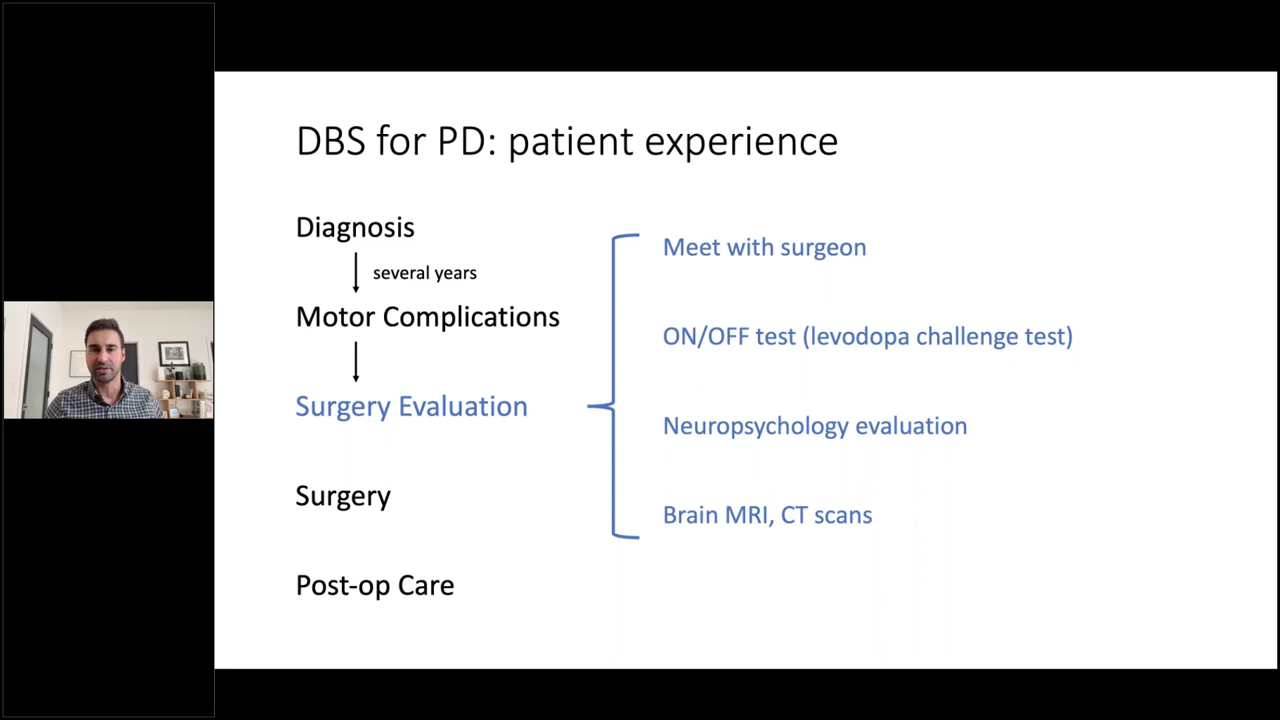 DBS for PD: patient experience
Diagnosis
several years
Motor Complications
Surgery Evaluation
Surgery
Post-op Care
Meet with surgeon
ON/OFF test (levodopa challenge test)
Neuropsychology evaluation
Brain MRI, CT scans